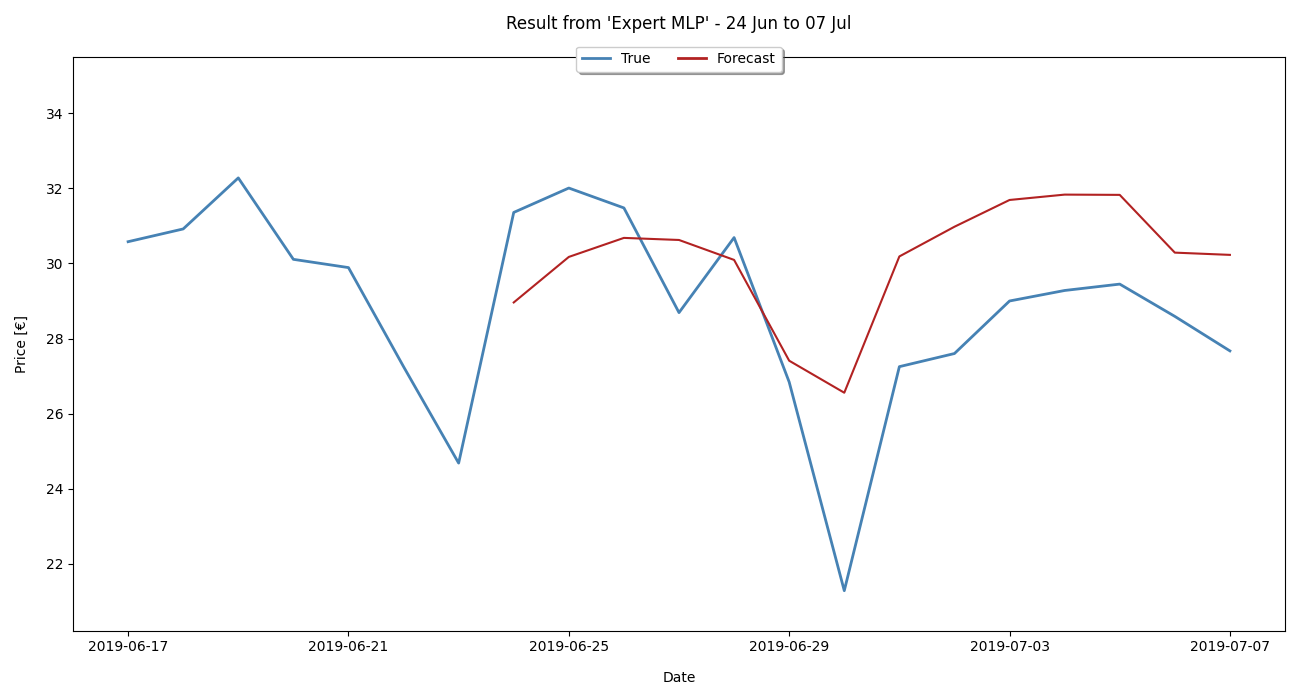 Result from 'Expert MLP' - 24 Jun to 07 Jul
True Forecast
34
32
30
28
26
24
22
Price [€]
2019-06-17 2019-06-21 2019-06-25 2019-06-29 2019-07-03 2019-07-07
Date